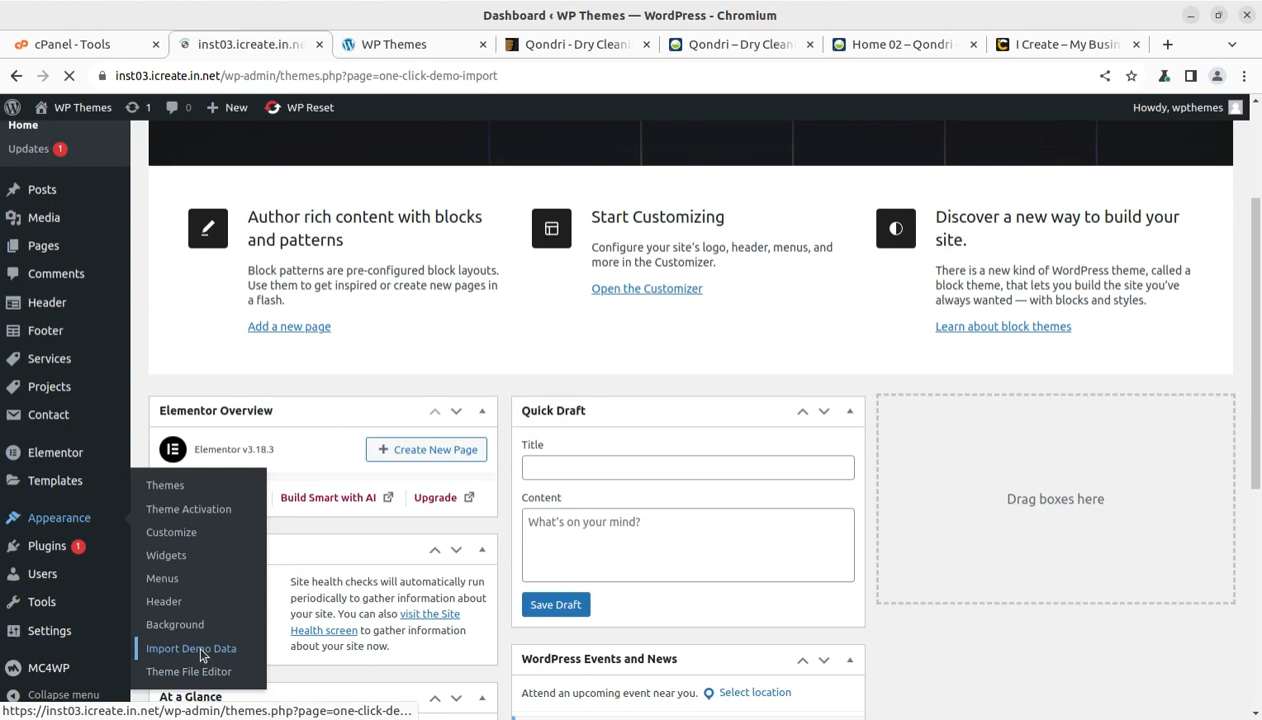 Dashboard ‹ WP Themes — WordPress - Chromium
cPanel - Tools
inst03.icreate.in.ne
WP Themes
Qondri - Dry Cleani
Qondri – Dry Clean
Home 02 – Qondri -
I Create – My Busin
inst03.icreate.in.net/wp-admin/themes.php?page=one-click-demo-import
WP Themes
1
0
New
WP Reset
Howdy, wpthemes
Home
Updates 1
Posts
Media
Pages
Comments
Header
Footer
Services
Projects
Contact
Elementor
Templates
Appearance
Plugins 1
Users
Tools
Settings
MC4WP
Collapse menu
Themes
Theme Activation
Customize
Widgets
Menus
Header
Background
Import Demo Data
Theme File Editor
Author rich content with blocks
and patterns
Block patterns are pre-configured block layouts.
Use them to get inspired or create new pages in
a flash.
Add a new page
Start Customizing
Configure your site's logo, header, menus, and
more in the Customizer.
Open the Customizer
Discover a new way to build your
site.
There is a new kind of WordPress theme, called a
block theme, that lets you build the site you've
always wanted — with blocks and styles.
Learn about block themes
Elementor Overview
Elementor v3.18.3
Create New Page
Build Smart with AI
Upgrade
Site health checks will automatically run
periodically to gather information about
your site. You can also visit the Site
Health screen to gather information
about your site now.
At a Glance
Quick Draft
Title
Content
What's on your mind?
Save Draft
WordPress Events and News
Attend an upcoming event near you.
Select location
Drag boxes here
https://inst03.icreate.in.net/wp-admin/themes.php?page=one-click-de...